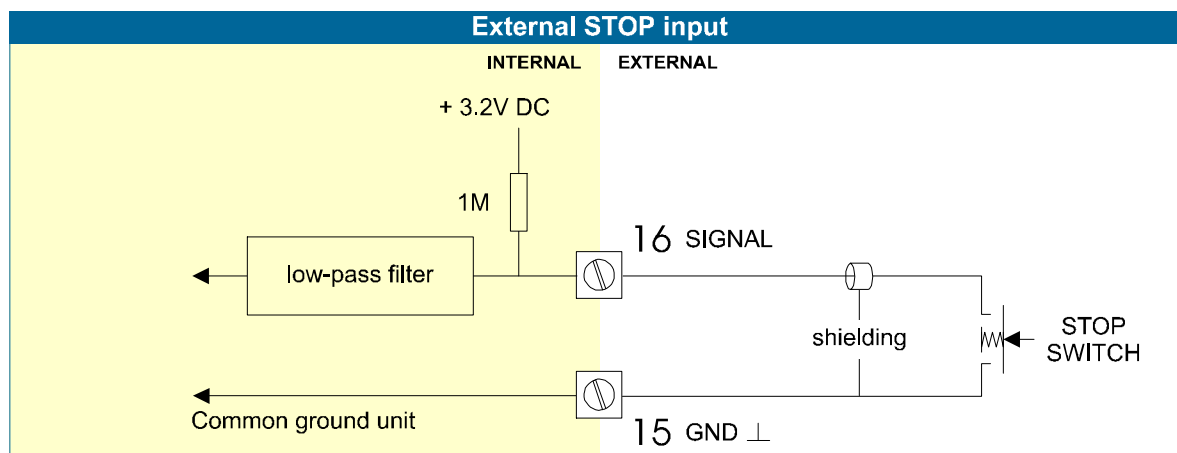 External STOP input
INTERNAL EXTERNAL
+ 3.2V DC
1M
16 SIGNAL
low-pass filter
shielding
STOP
SWITCH
Common ground unit
15 GND ⊥